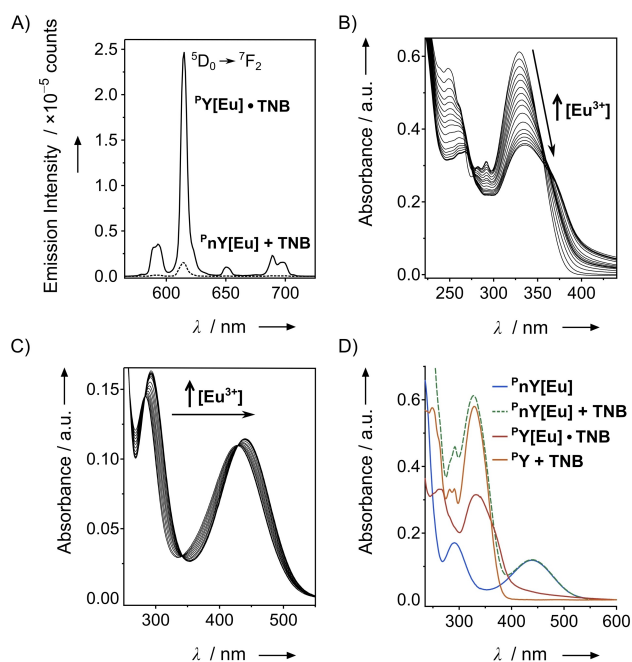 A)
Emission Intensity / ×10⁻⁵ counts
2.5
2.0
1.5
1.0
0.5
0.0
⁵D₀ → ⁷F₂
ᴾY[Eu] • TNB
ᴾnY[Eu] + TNB
600
650
700
λ / nm
B)
Absorbance / a.u.
0.6
0.4
0.2
0.0
↑ [Eu³⁺]
250
300
350
400
λ / nm
C)
Absorbance / a.u.
0.15
0.10
0.05
0.00
↑ [Eu³⁺]
300
400
500
λ / nm
D)
Absorbance / a.u.
0.6
0.4
0.2
0.0
ᴾnY[Eu]
ᴾnY[Eu] + TNB
ᴾY[Eu] • TNB
ᴾY + TNB
300
400
500
600
λ / nm